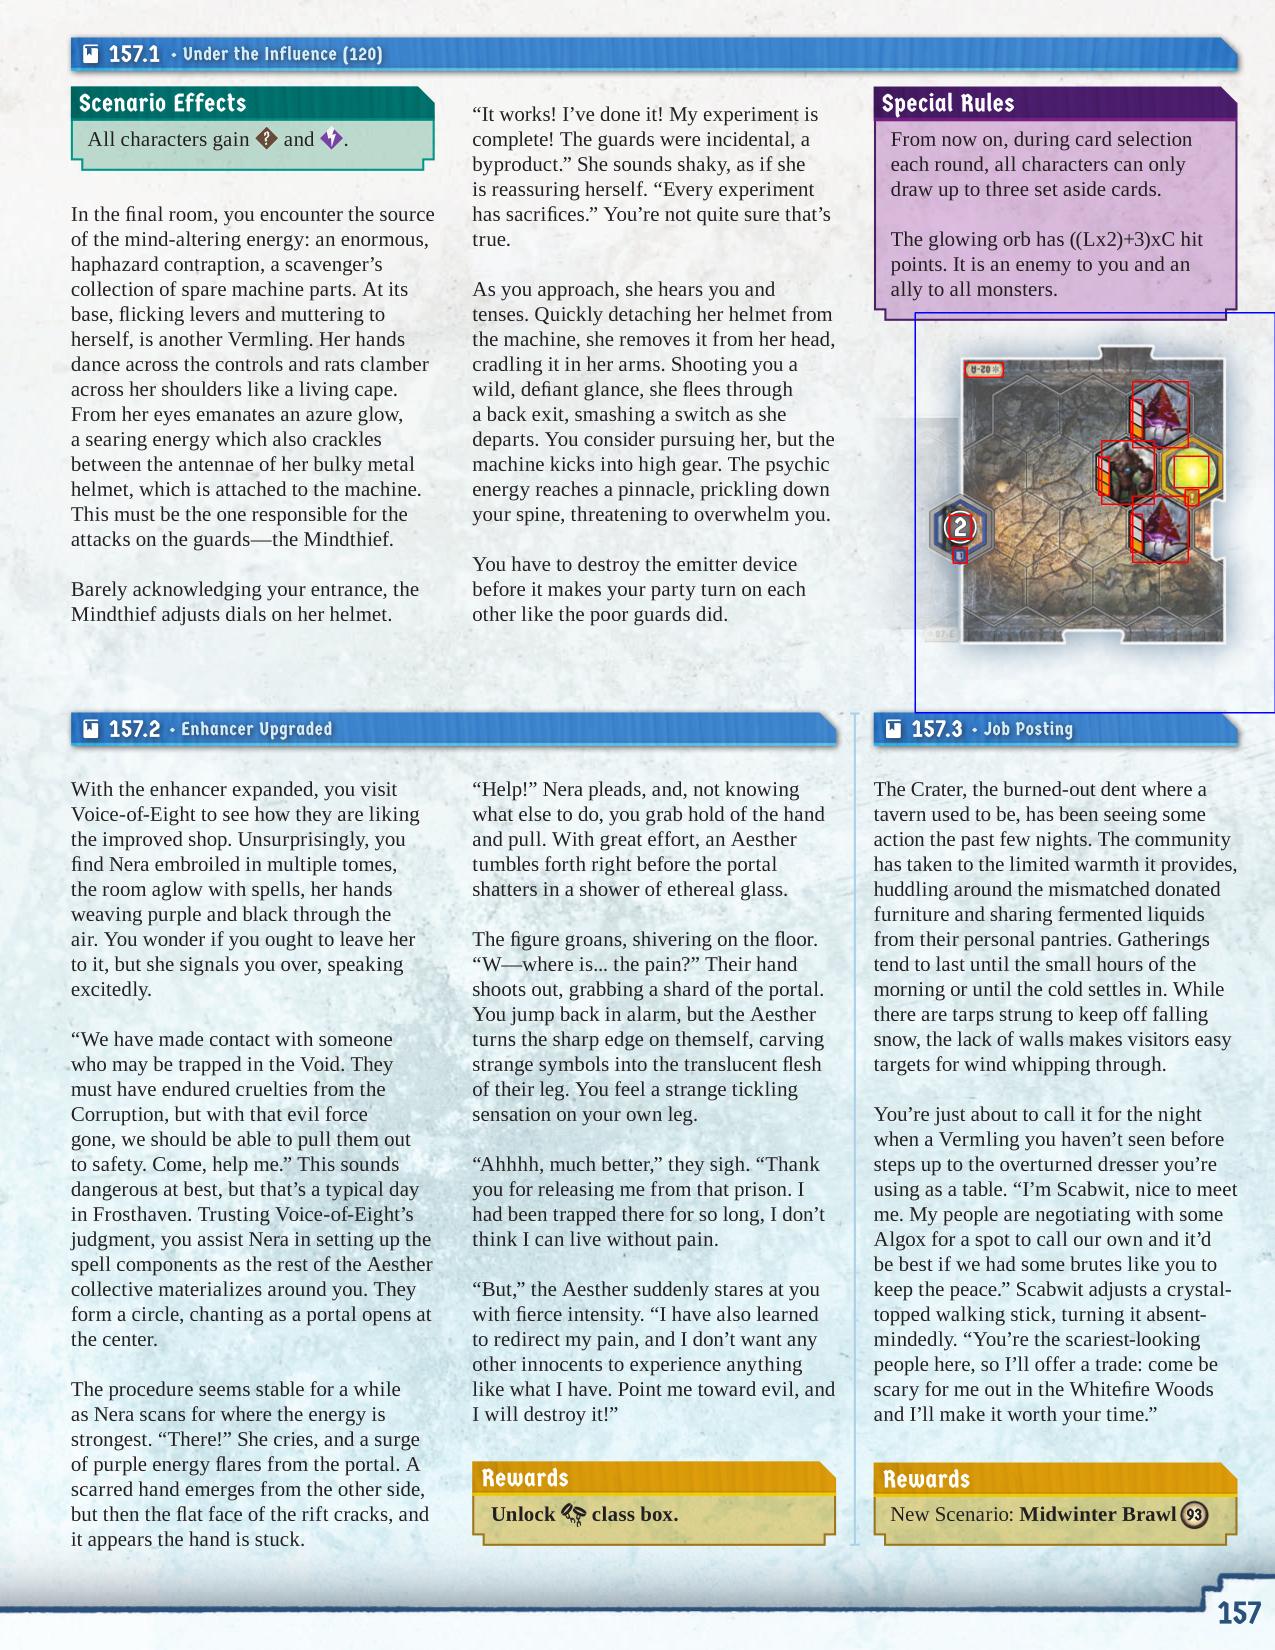 157.1 • Under the Influence (120)
Scenario Effects
All characters gain and .
In the final room, you encounter the source
of the mind-altering energy: an enormous,
haphazard contraption, a scavenger’s
collection of spare machine parts. At its
base, flicking levers and muttering to
herself, is another Vermling. Her hands
dance across the controls and rats clamber
across her shoulders like a living cape.
From her eyes emanates an azure glow,
a searing energy which also crackles
between the antennae of her bulky metal
helmet, which is attached to the machine.
This must be the one responsible for the
attacks on the guards—the Mindthief.
Barely acknowledging your entrance, the
Mindthief adjusts dials on her helmet.
“It works! I’ve done it! My experiment is
complete! The guards were incidental, a
byproduct.” She sounds shaky, as if she
is reassuring herself. “Every experiment
has sacrifices.” You’re not quite sure that’s
true.
As you approach, she hears you and
tenses. Quickly detaching her helmet from
the machine, she removes it from her head,
cradling it in her arms. Shooting you a
wild, defiant glance, she flees through
a back exit, smashing a switch as she
departs. You consider pursuing her, but the
machine kicks into high gear. The psychic
energy reaches a pinnacle, prickling down
your spine, threatening to overwhelm you.
You have to destroy the emitter device
before it makes your party turn on each
other like the poor guards did.
Special Rules
From now on, during card selection
each round, all characters can only
draw up to three set aside cards.
The glowing orb has ((Lx2)+3)xC hit
points. It is an enemy to you and an
ally to all monsters.
02-A
2
07-E
157.2 • Enhancer Upgraded
With the enhancer expanded, you visit
Voice-of-Eight to see how they are liking
the improved shop. Unsurprisingly, you
find Nera embroiled in multiple tomes,
the room aglow with spells, her hands
weaving purple and black through the
air. You wonder if you ought to leave her
to it, but she signals you over, speaking
excitedly.
“We have made contact with someone
who may be trapped in the Void. They
must have endured cruelties from the
Corruption, but with that evil force
gone, we should be able to pull them out
to safety. Come, help me.” This sounds
dangerous at best, but that’s a typical day
in Frosthaven. Trusting Voice-of-Eight’s
judgment, you assist Nera in setting up the
spell components as the rest of the Aesther
collective materializes around you. They
form a circle, chanting as a portal opens at
the center.
The procedure seems stable for a while
as Nera scans for where the energy is
strongest. “There!” She cries, and a surge
of purple energy flares from the portal. A
scarred hand emerges from the other side,
but then the flat face of the rift cracks, and
it appears the hand is stuck.
“Help!” Nera pleads, and, not knowing
what else to do, you grab hold of the hand
and pull. With great effort, an Aesther
tumbles forth right before the portal
shatters in a shower of ethereal glass.
The figure groans, shivering on the floor.
“W—where is... the pain?” Their hand
shoots out, grabbing a shard of the portal.
You jump back in alarm, but the Aesther
turns the sharp edge on themself, carving
strange symbols into the translucent flesh
of their leg. You feel a strange tickling
sensation on your own leg.
“Ahhhh, much better,” they sigh. “Thank
you for releasing me from that prison. I
had been trapped there for so long, I don’t
think I can live without pain.
“But,” the Aesther suddenly stares at you
with fierce intensity. “I have also learned
to redirect my pain, and I don’t want any
other innocents to experience anything
like what I have. Point me toward evil, and
I will destroy it!”
Rewards
Unlock class box.
157.3 • Job Posting
The Crater, the burned-out dent where a
tavern used to be, has been seeing some
action the past few nights. The community
has taken to the limited warmth it provides,
huddling around the mismatched donated
furniture and sharing fermented liquids
from their personal pantries. Gatherings
tend to last until the small hours of the
morning or until the cold settles in. While
there are tarps strung to keep off falling
snow, the lack of walls makes visitors easy
targets for wind whipping through.
You’re just about to call it for the night
when a Vermling you haven’t seen before
steps up to the overturned dresser you’re
using as a table. “I’m Scabwit, nice to meet
me. My people are negotiating with some
Algox for a spot to call our own and it’d
be best if we had some brutes like you to
keep the peace.” Scabwit adjusts a crystal-
topped walking stick, turning it absent-
mindedly. “You’re the scariest-looking
people here, so I’ll offer a trade: come be
scary for me out in the Whitefire Woods
and I’ll make it worth your time.”
Rewards
New Scenario: Midwinter Brawl 93
157